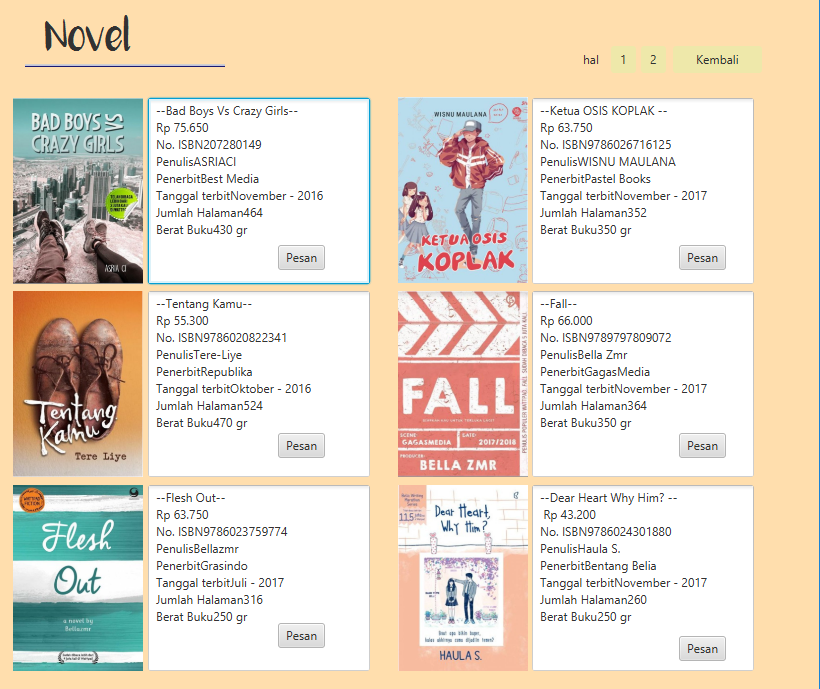 Novel
hal 1 2 Kembali
BAD BOYS VS
CRAZY GIRLS
ASRIA CI
--Bad Boys Vs Crazy Girls--
Rp 75.650
No. ISBN207280149
PenulisASRIACI
PenerbitBest Media
Tanggal terbitNovember - 2016
Jumlah Halaman464
Berat Buku430 gr
Pesan
WISNU MAULANA
KETUA OSIS
KOPLAK
--Ketua OSIS KOPLAK --
Rp 63.750
No. ISBN9786026716125
PenulisWISNU MAULANA
PenerbitPastel Books
Tanggal terbitNovember - 2017
Jumlah Halaman352
Berat Buku350 gr
Pesan
Tentang
Kamu
Tere Liye
--Tentang Kamu--
Rp 55.300
No. ISBN9786020822341
PenulisTere-Liye
PenerbitRepublika
Tanggal terbitOktober - 2016
Jumlah Halaman524
Berat Buku470 gr
Pesan
FALL
SCENE
GAGASMEDIA
DATE
2017/2018
PRODUCER:
BELLA ZMR
--Fall--
Rp 66.000
No. ISBN9789797809072
PenulisBella Zmr
PenerbitGagasMedia
Tanggal terbitNovember - 2017
Jumlah Halaman364
Berat Buku350 gr
Pesan
Flesh
Out
a novel by
Bellazmr
--Flesh Out--
Rp 63.750
No. ISBN9786023759774
PenulisBellazmr
PenerbitGrasindo
Tanggal terbitJuli - 2017
Jumlah Halaman316
Berat Buku250 gr
Pesan
Dear Heart,
Why Him?
HAULA S.
--Dear Heart Why Him? --
Rp 43.200
No. ISBN9786024301880
PenulisHaula S.
PenerbitBentang Belia
Tanggal terbitNovember - 2017
Jumlah Halaman260
Berat Buku250 gr
Pesan